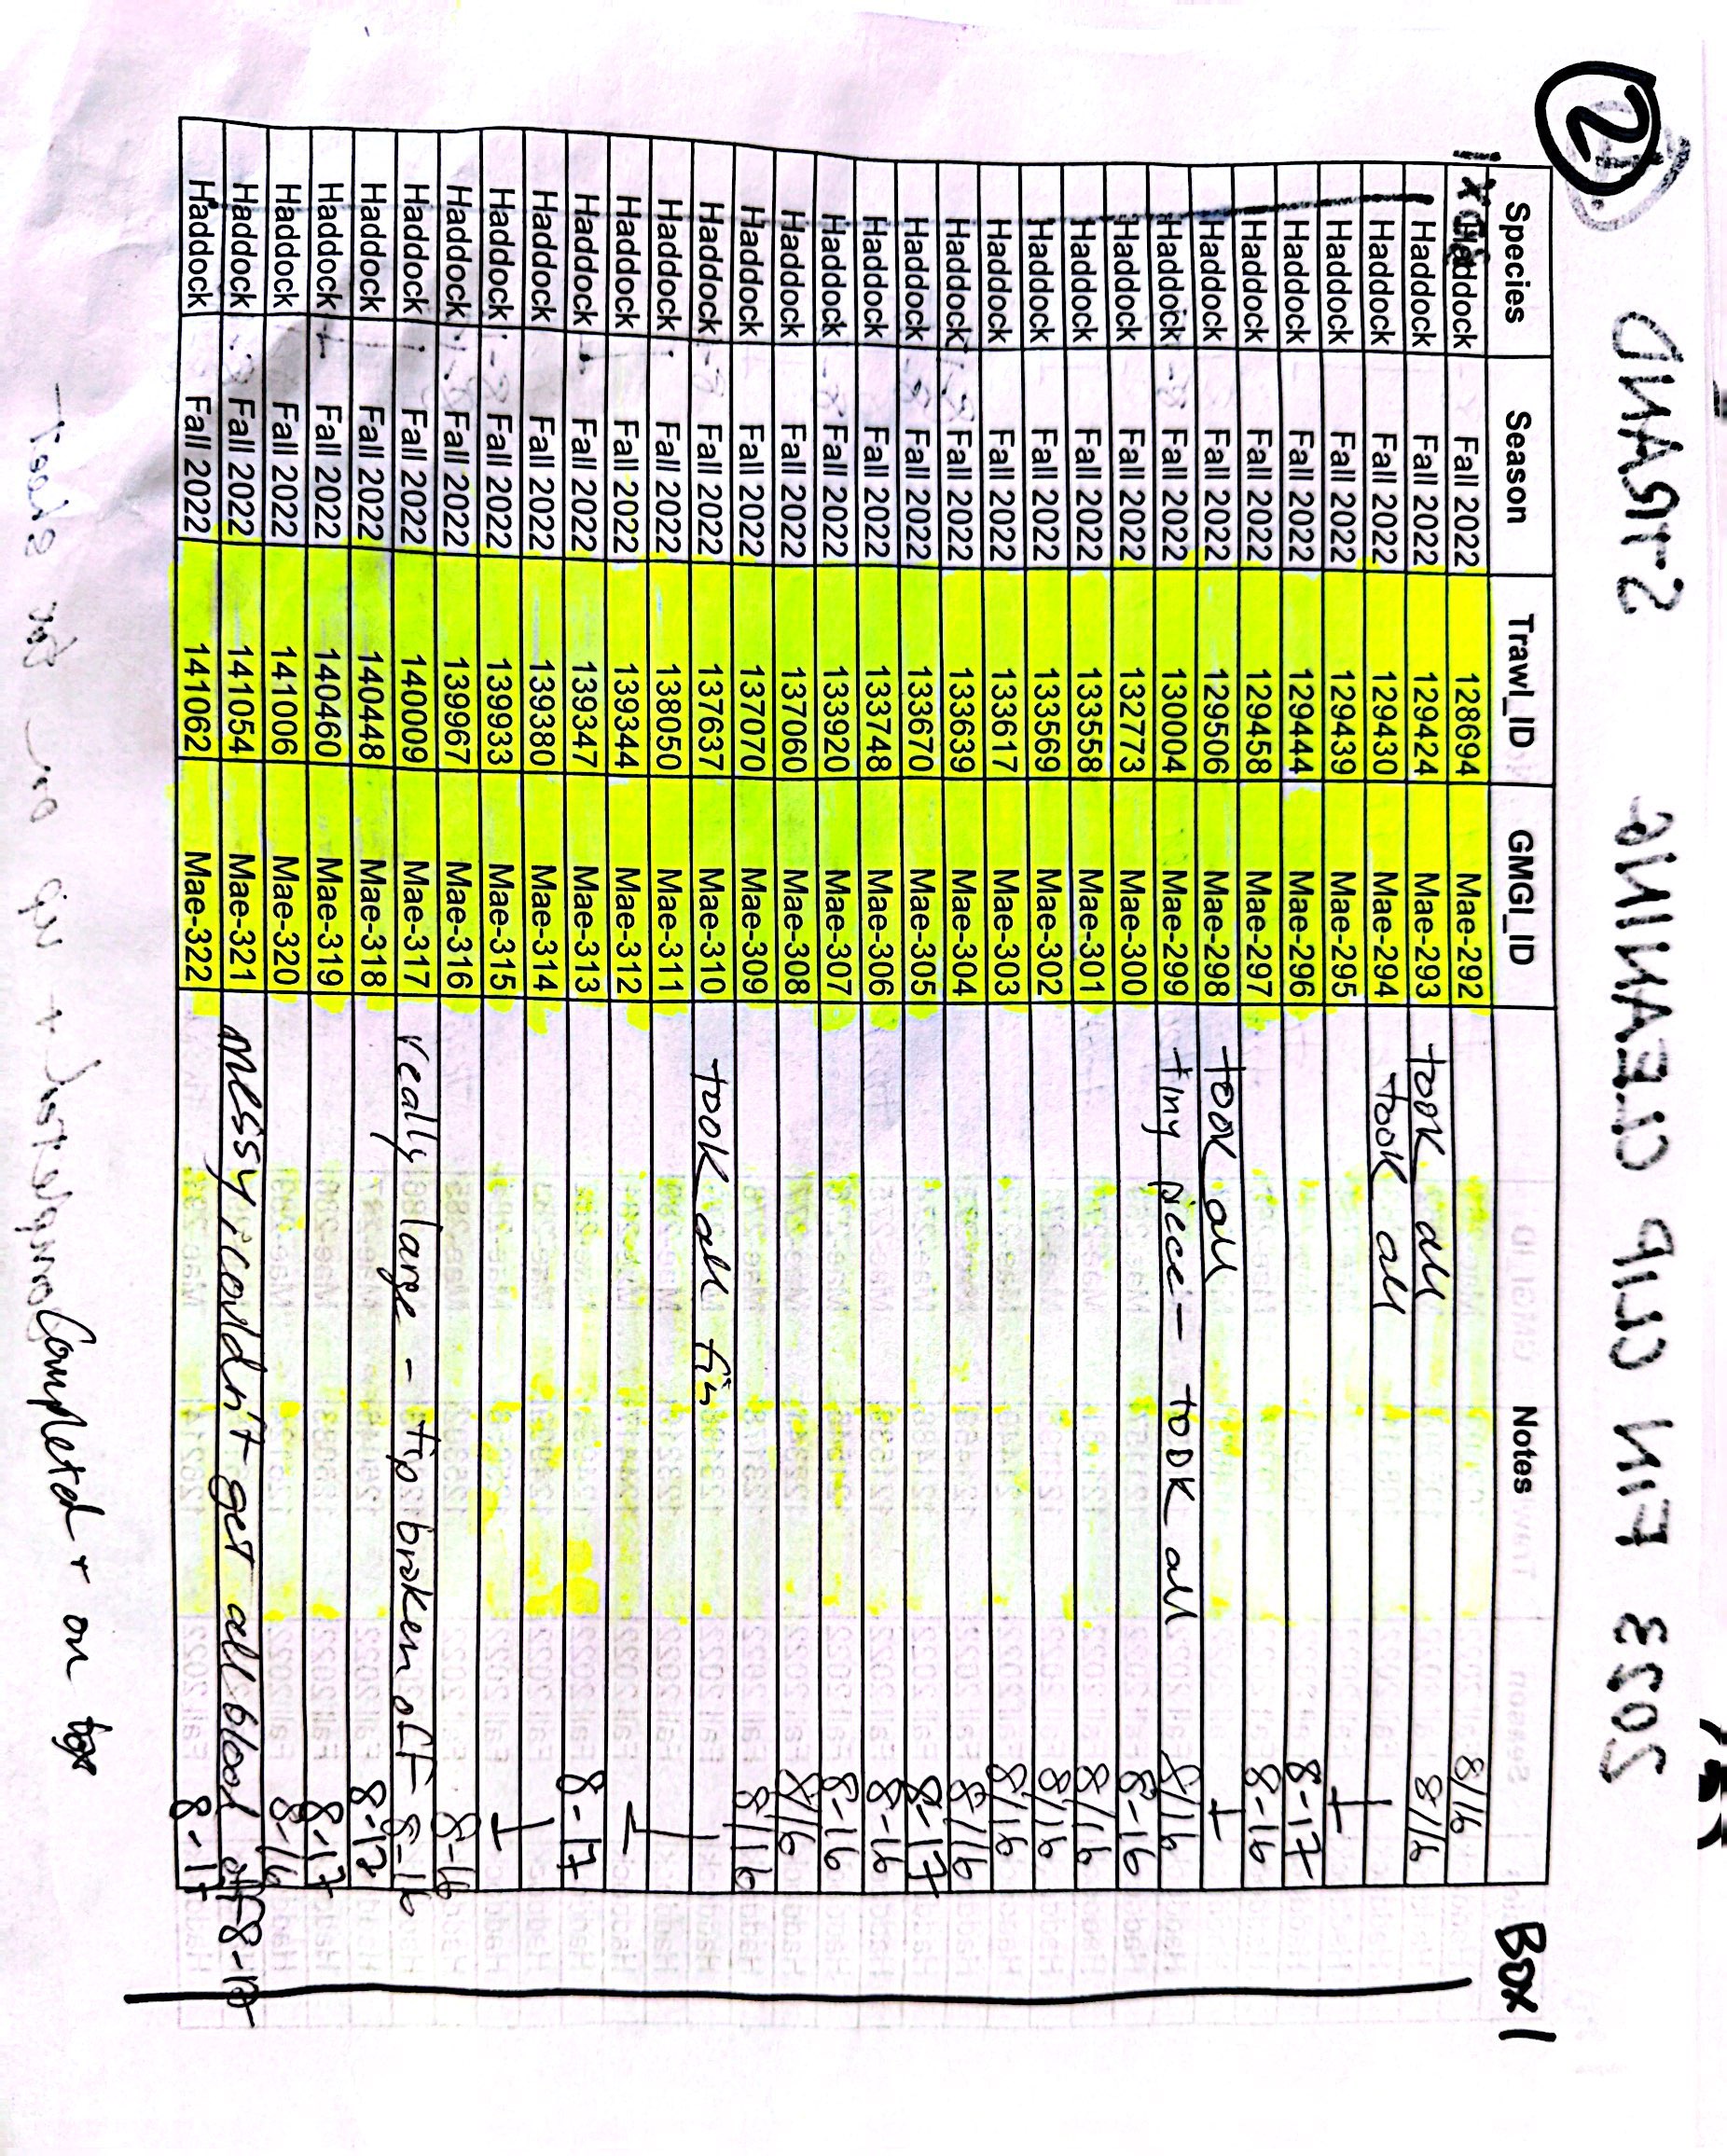 2023 FIN CLIP CLEANING STRAND
2
Species Season Trawl_ID GMGI_ID Notes Box 1
Haddock Fall 2022 128694 Mae-292 8/16
Haddock Fall 2022 129424 Mae-293 took all 8/16
Haddock Fall 2022 129430 Mae-294 took all
Haddock Fall 2022 129439 Mae-295
Haddock Fall 2022 129444 Mae-296 8-17
Haddock Fall 2022 129458 Mae-297 8-16
Haddock Fall 2022 129506 Mae-298 took all
Haddock Fall 2022 130004 Mae-299 tiny piece - took all 8/16
Haddock Fall 2022 132773 Mae-300 8-16
Haddock Fall 2022 133558 Mae-301 8/16
Haddock Fall 2022 133569 Mae-302 8/16
Haddock Fall 2022 133617 Mae-303 8/16
Haddock Fall 2022 133639 Mae-304 8/16
Haddock Fall 2022 133670 Mae-305 8-17
Haddock Fall 2022 133748 Mae-306 8-16
Haddock Fall 2022 133920 Mae-307 8-16
Haddock Fall 2022 137060 Mae-308 8/16
Haddock Fall 2022 137070 Mae-309 8/16
Haddock Fall 2022 137637 Mae-310 took all fin
Haddock Fall 2022 138050 Mae-311
Haddock Fall 2022 139344 Mae-312
Haddock Fall 2022 139347 Mae-313 8-17
Haddock Fall 2022 139380 Mae-314
Haddock Fall 2022 139933 Mae-315
Haddock Fall 2022 139967 Mae-316 8-16
Haddock Fall 2022 140009 Mae-317 really large - tip broken off 8-16
Haddock Fall 2022 140448 Mae-318 8-17
Haddock Fall 2022 140460 Mae-319 8-17
Haddock Fall 2022 141006 Mae-320 8-16
Haddock Fall 2022 141054 Mae-321 messy, couldn't get all blood off
Haddock Fall 2022 141062 Mae-322 8-17
Completed + on box
Completed + up on box sheet